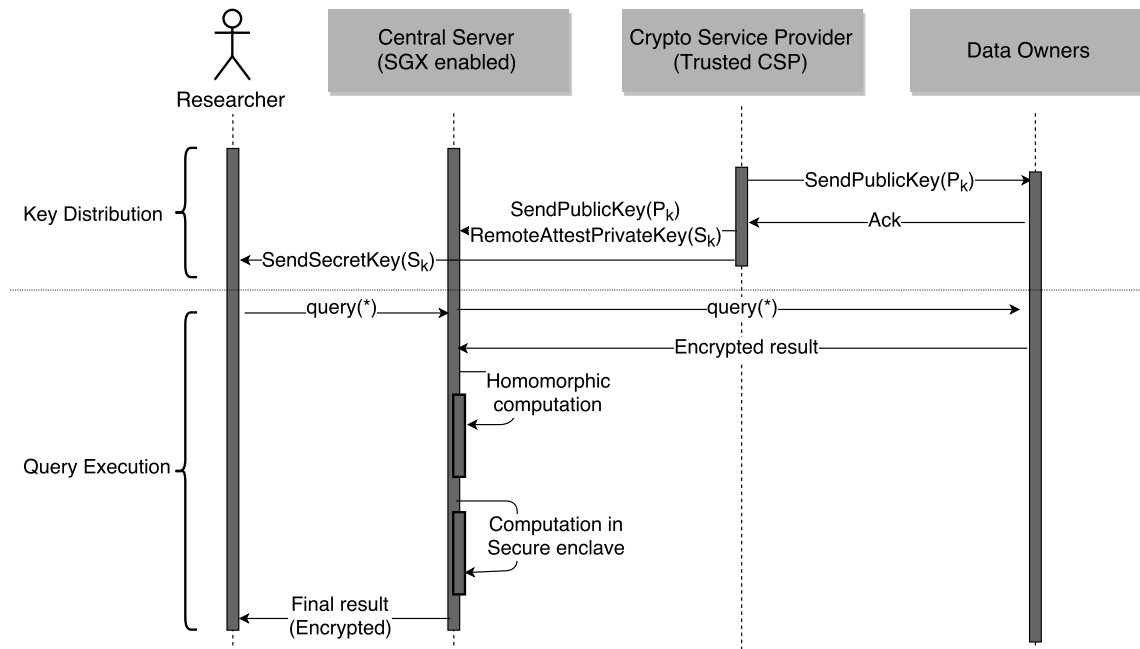 Researcher
Central Server
(SGX enabled)
Crypto Service Provider
(Trusted CSP)
Data Owners
Key Distribution
SendPublicKey(Pk)
Ack
SendPublicKey(Pk)
RemoteAttestPrivateKey(Sk)
SendSecretKey(Sk)
query(*)
query(*)
Encrypted result
Homomorphic
computation
Query Execution
Computation in
Secure enclave
Final result
(Encrypted)